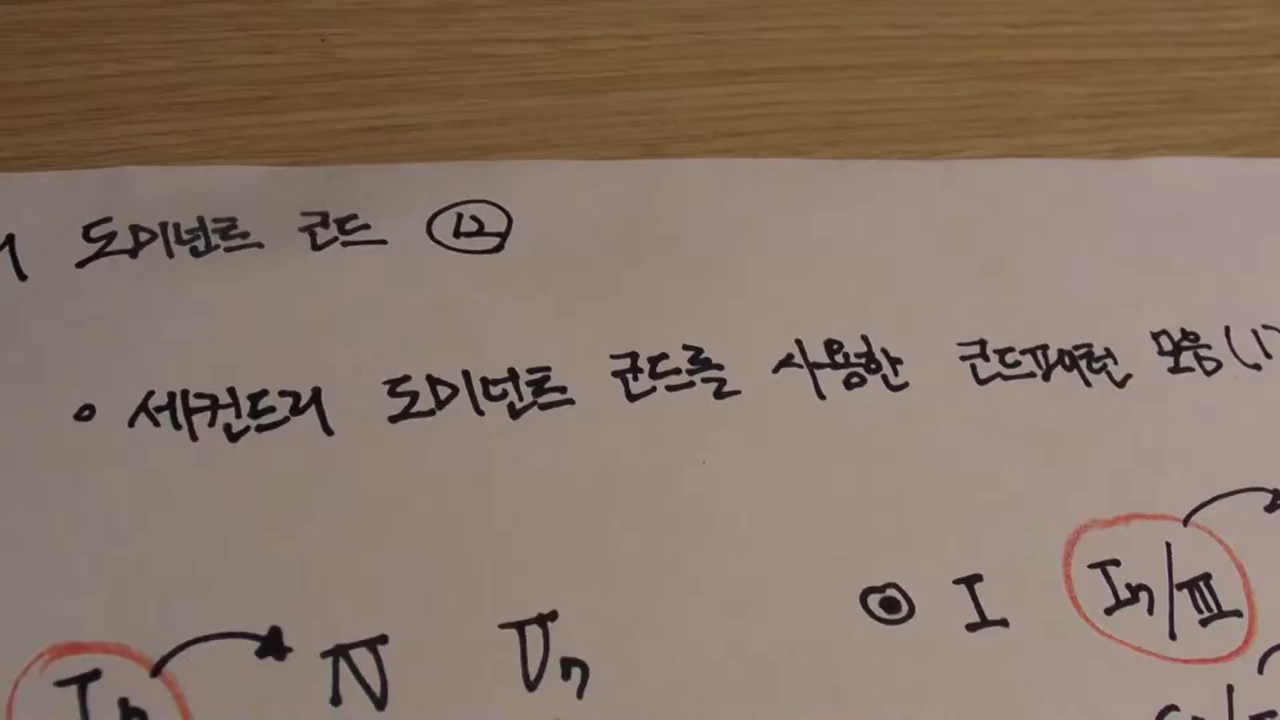 도미넌트 코드 ⑫
• 세컨드리 도미넌트 코드를 사용한 코드패턴 모음(1)
◉ I I7/III
I7 IV V7